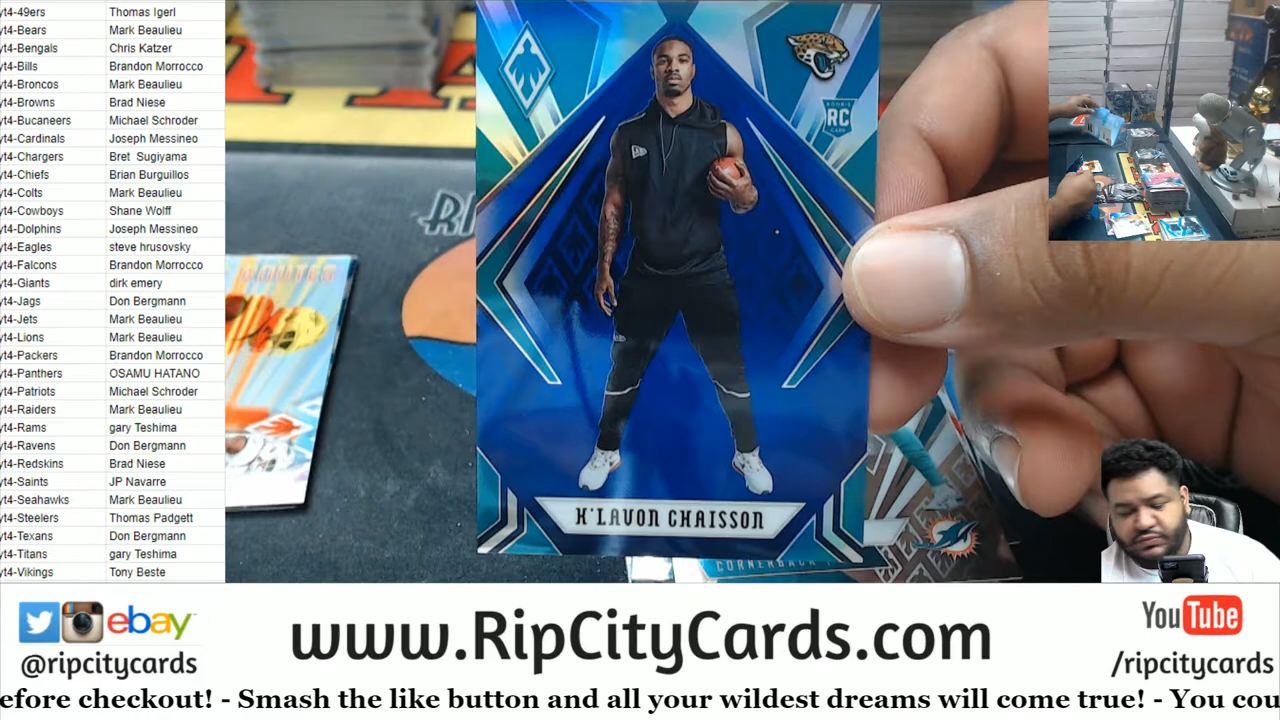 yt4-49ers Thomas Igerl
yt4-Bears Mark Beaulieu
yt4-Bengals Chris Katzer
yt4-Bills Brandon Morrocco
yt4-Broncos Mark Beaulieu
yt4-Browns Brad Niese
yt4-Bucaneers Michael Schroder
yt4-Cardinals Joseph Messineo
yt4-Chargers Bret Sugiyama
yt4-Chiefs Brian Burguillos
yt4-Colts Mark Beaulieu
yt4-Cowboys Shane Wolff
yt4-Dolphins Joseph Messineo
yt4-Eagles steve hrusovsky
yt4-Falcons Brandon Morrocco
yt4-Giants dirk emery
yt4-Jags Don Bergmann
yt4-Jets Mark Beaulieu
yt4-Lions Mark Beaulieu
yt4-Packers Brandon Morrocco
yt4-Panthers OSAMU HATANO
yt4-Patriots Michael Schroder
yt4-Raiders Mark Beaulieu
yt4-Rams gary Teshima
yt4-Ravens Don Bergmann
yt4-Redskins Brad Niese
yt4-Saints JP Navarre
yt4-Seahawks Mark Beaulieu
yt4-Steelers Thomas Padgett
yt4-Texans Don Bergmann
yt4-Titans gary Teshima
yt4-Vikings Tony Beste
ROOKIE
RC
CARD
K'LAVON CHAISSON
CORNERBACK
ebay
@ripcitycards
www.RipCityCards.com
YouTube
/ripcitycards
efore checkout! - Smash the like button and all your wildest dreams will come true! - You cou